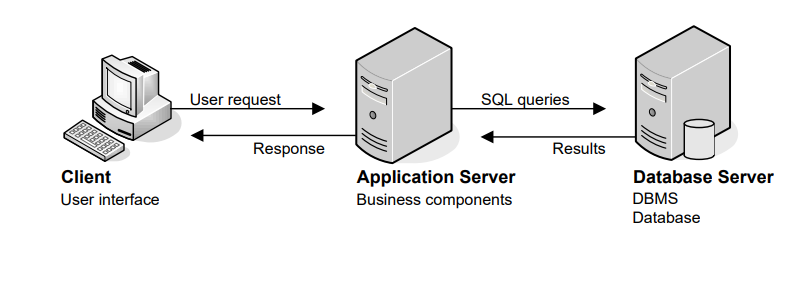 User request
SQL queries
Response
Results
Client
User interface
Application Server
Business components
Database Server
DBMS
Database